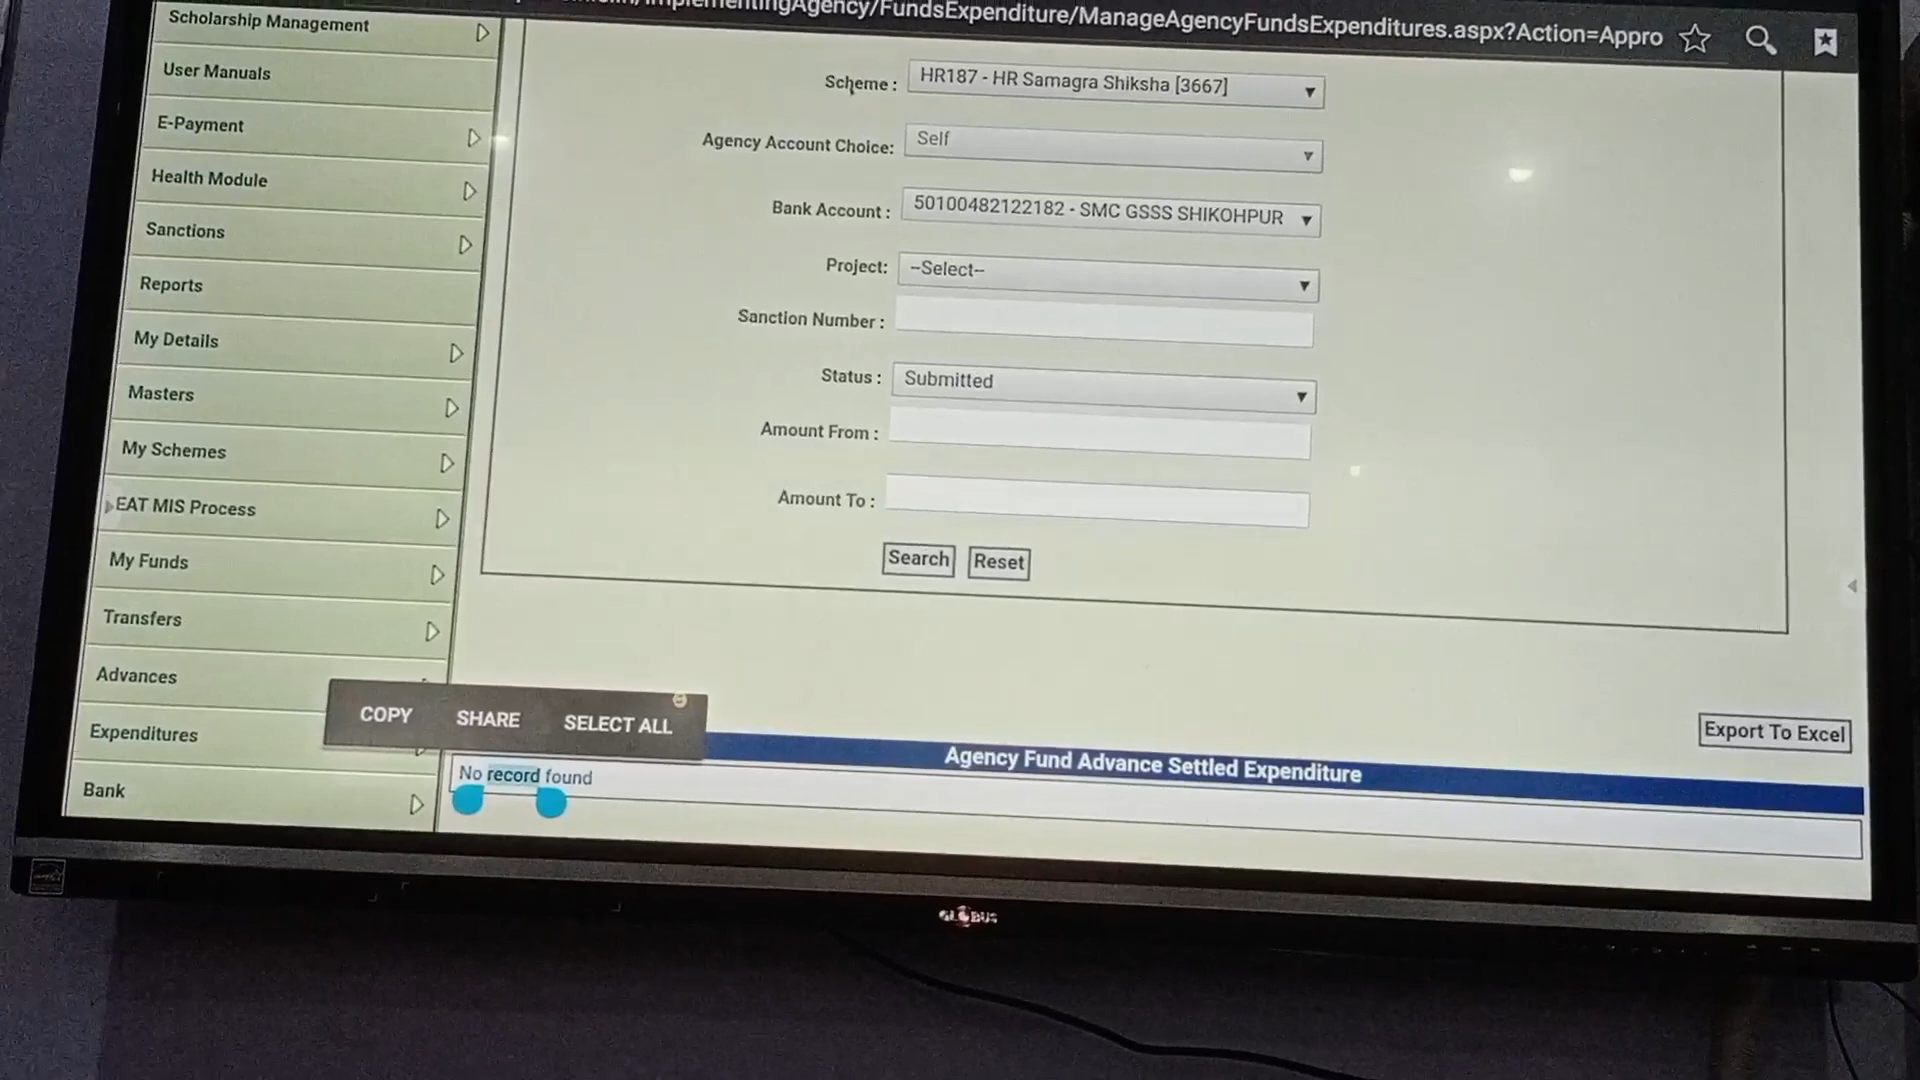 /FundsExpenditure/ManageAgencyFundsExpenditures.aspx?Action=Appro
Scholarship Management
User Manuals
E-Payment
Health Module
Sanctions
Reports
My Details
Masters
My Schemes
EAT MIS Process
My Funds
Transfers
Advances
Expenditures
Bank
Scheme : HR187 - HR Samagra Shiksha [3667]
Agency Account Choice: Self
Bank Account : 50100482122182 - SMC GSSS SHIKOHPUR
Project: --Select--
Sanction Number :
Status : Submitted
Amount From :
Amount To :
Search Reset
COPY SHARE SELECT ALL
Export To Excel
Agency Fund Advance Settled Expenditure
No record found
GLOBUS